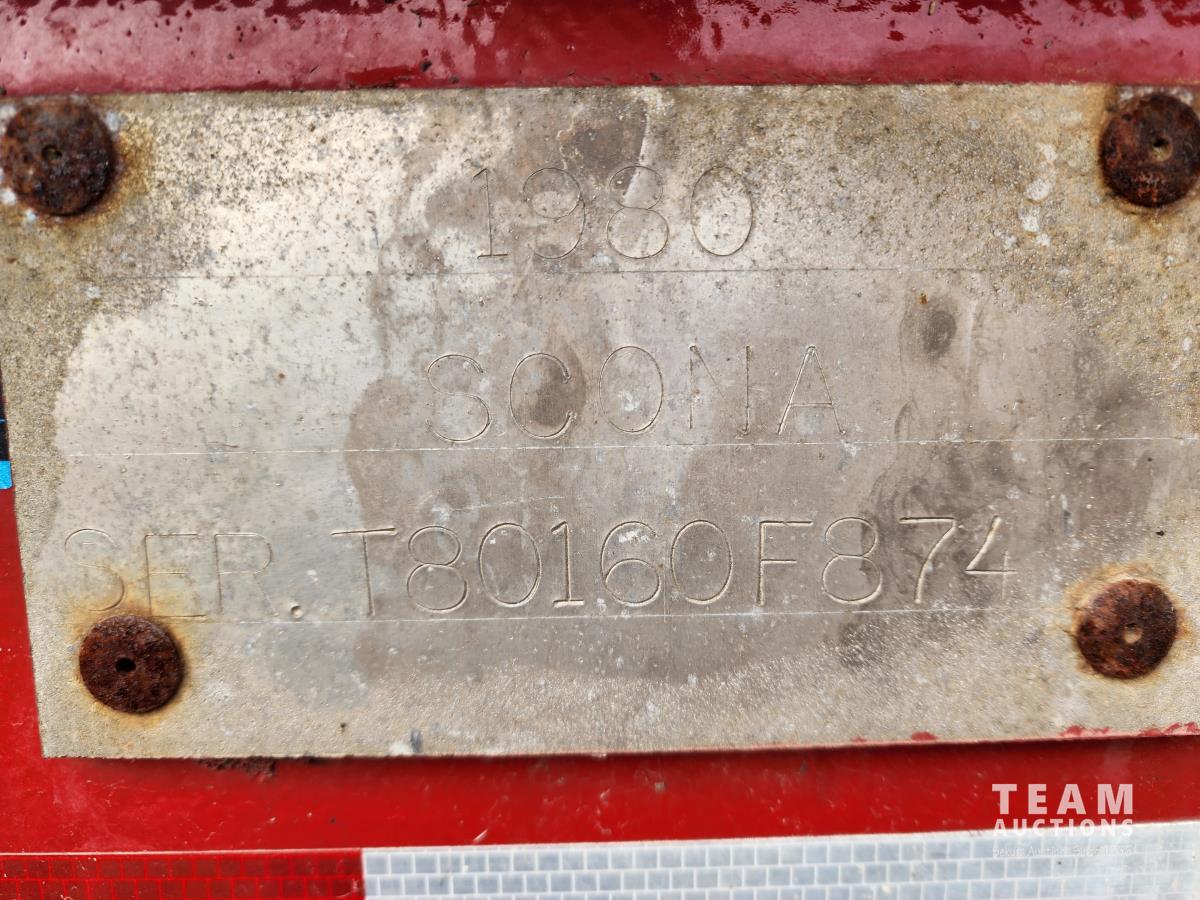 1980
SCONA
SER. T80160F874
TEAM
AUCTIONS